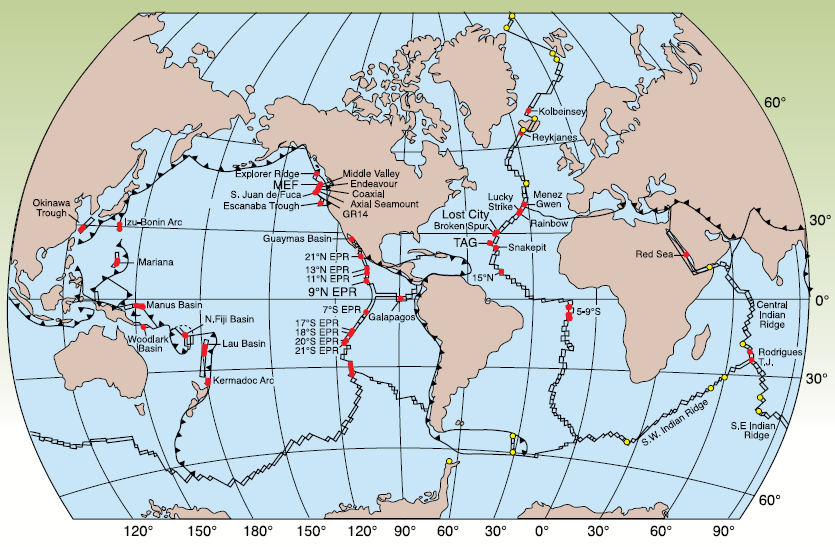 60°
Kolbeinsey
Reykjanes
Explorer Ridge
MEF
S. Juan de Fuca
Escanaba Trough
Middle Valley
Endeavour
Coaxial
Axial Seamount
GR14
Okinawa
Trough
Izu-Bonin Arc
Mariana
Guaymas Basin
21°N EPR
13°N EPR
11°N EPR
9°N EPR
7°S EPR
Galapagos
17°S EPR
18°S EPR
20°S EPR
21°S EPR
Lucky
Strike
Menez
Gwen
Lost City
Broken Spur
Rainbow
TAG
Snakepit
15°N
30°
Red Sea
0°
Manus Basin
Woodlark
Basin
N.Fiji Basin
Lau Basin
Kermadoc Arc
5-9°S
Central
Indian
Ridge
Rodrigues
T.J.
30°
S.W. Indian Ridge
S.E Indian
Ridge
60°
120° 150° 180° 150° 120° 90° 60° 30° 0° 30° 60° 90°